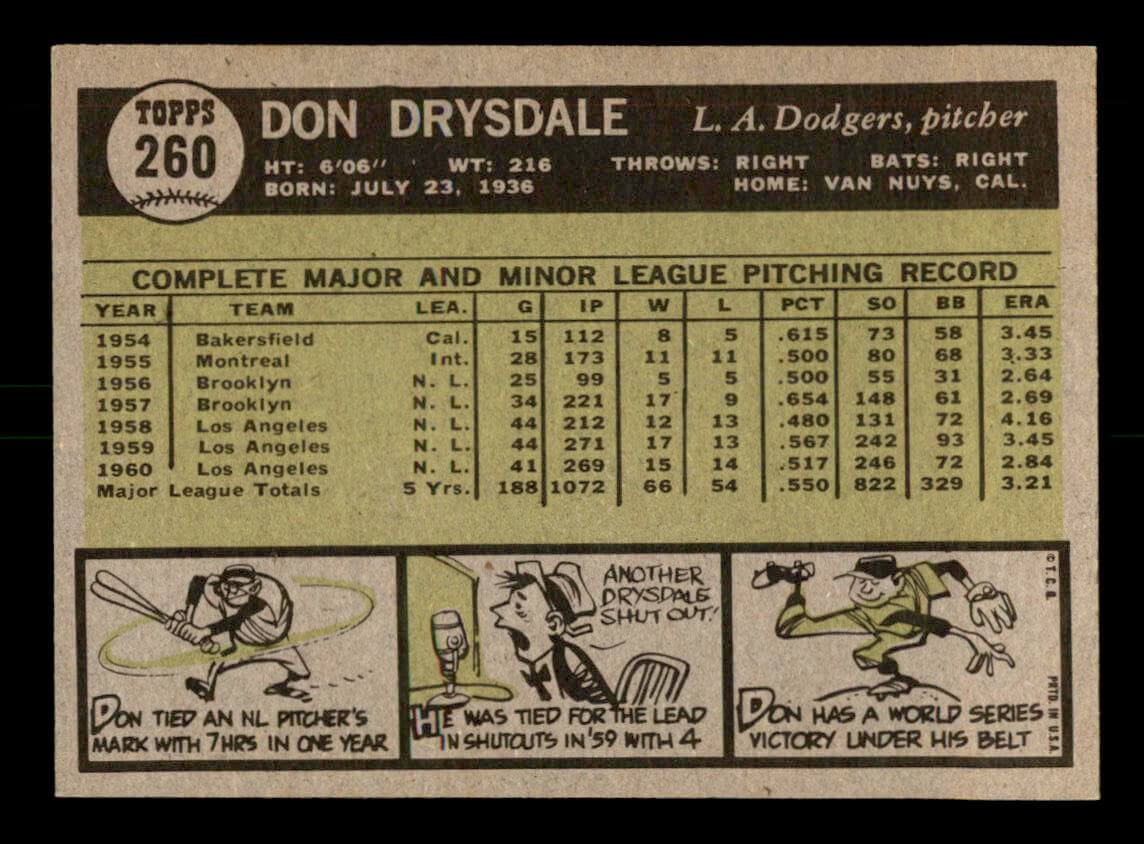 TOPPS
260
DON DRYSDALE L. A. Dodgers, pitcher
HT: 6'06" WT: 216 THROWS: RIGHT BATS: RIGHT
BORN: JULY 23, 1936 HOME: VAN NUYS, CAL.
COMPLETE MAJOR AND MINOR LEAGUE PITCHING RECORD
YEAR TEAM LEA. G IP W L PCT SO BB ERA
1954 Bakersfield Cal. 15 112 8 5 .615 73 58 3.45
1955 Montreal Int. 28 173 11 11 .500 80 68 3.33
1956 Brooklyn N. L. 25 99 5 5 .500 55 31 2.64
1957 Brooklyn N. L. 34 221 17 9 .654 148 61 2.69
1958 Los Angeles N. L. 44 212 12 13 .480 131 72 4.16
1959 Los Angeles N. L. 44 271 17 13 .567 242 93 3.45
1960 Los Angeles N. L. 41 269 15 14 .517 246 72 2.84
Major League Totals 5 Yrs. 188 1072 66 54 .550 822 329 3.21
DON TIED AN NL PITCHER'S
MARK WITH 7 HRS IN ONE YEAR
ANOTHER
DRYSDALE
SHUT OUT!
HE WAS TIED FOR THE LEAD
IN SHUTOUTS IN '59 WITH 4
DON HAS A WORLD SERIES
VICTORY UNDER HIS BELT
© T. C. G.
PRTD. IN U.S.A.